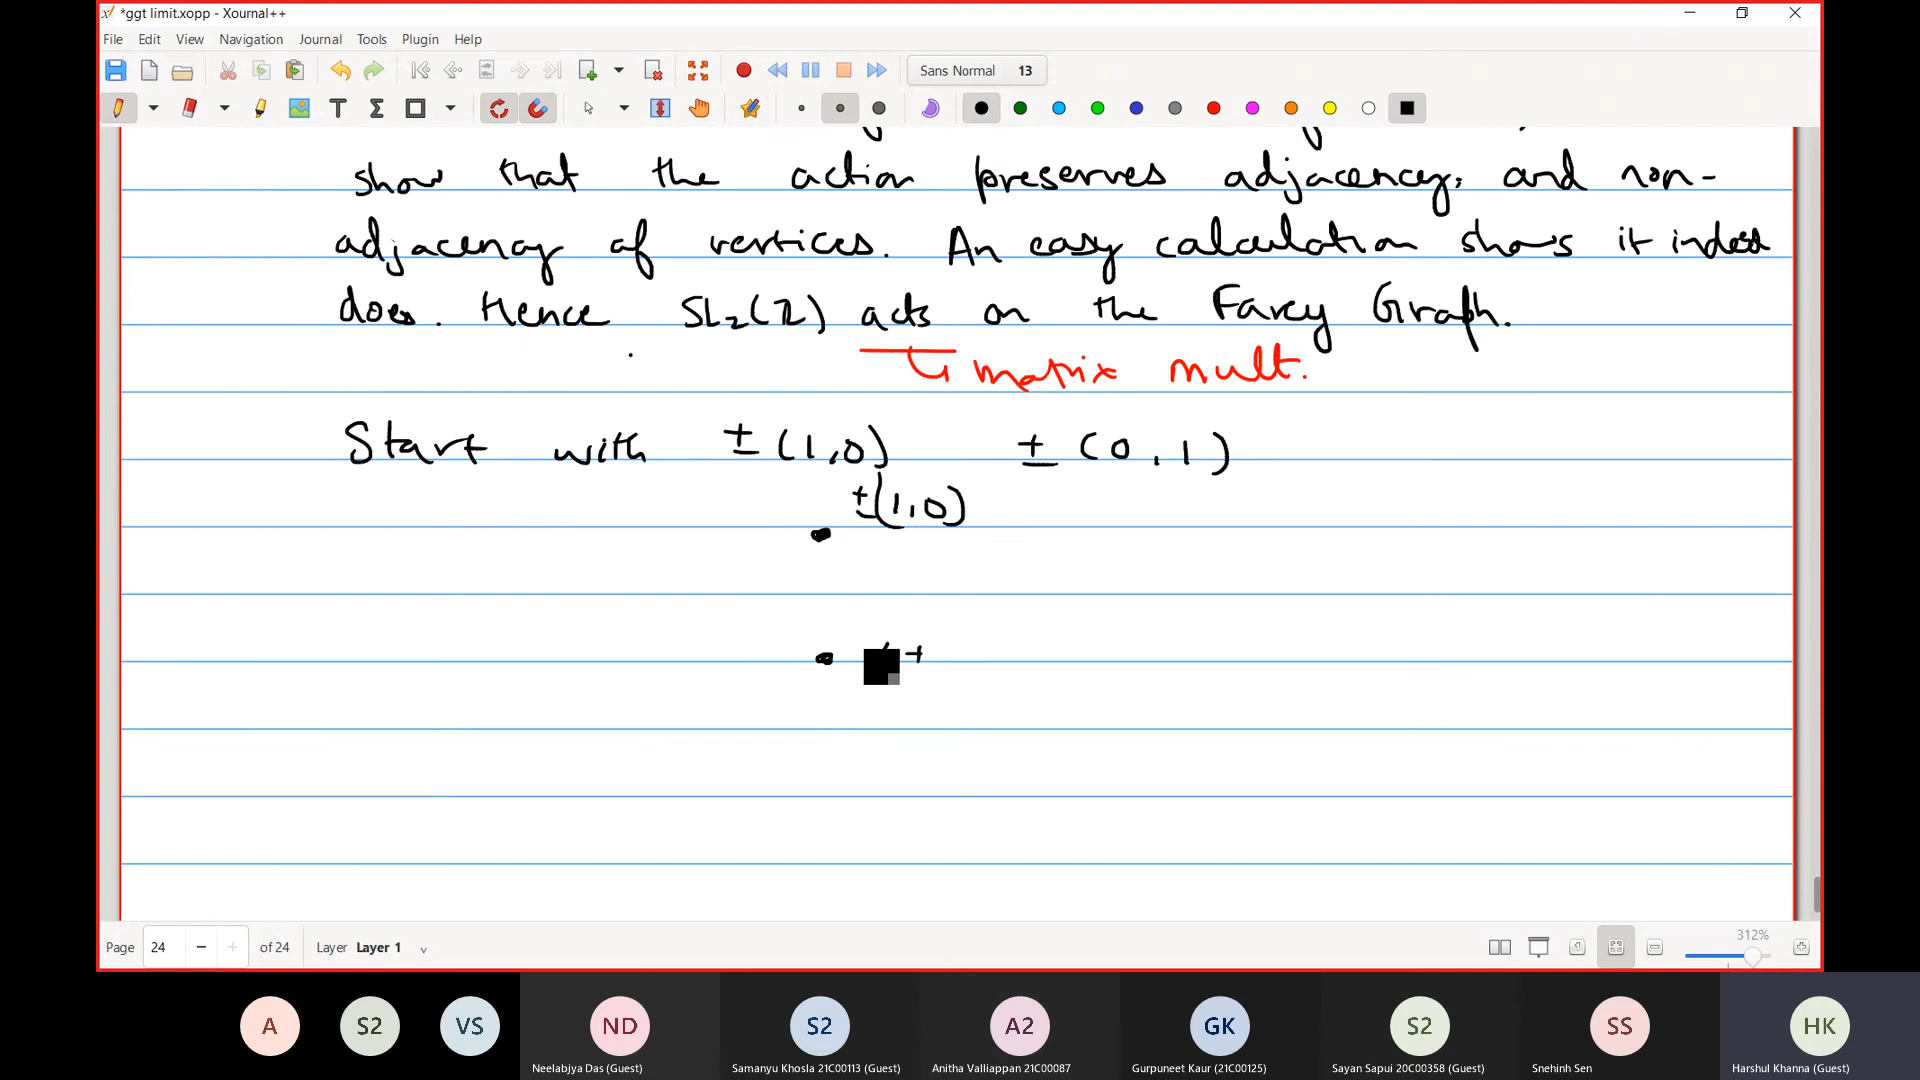 *ggt limit.xopp - Xournal++
File Edit View Navigation Journal Tools Plugin Help
Sans Normal 13
show that the action preserves adjacency, and non-
adjacency of vertices. An easy calculation shows it indeed
does. Hence SL₂(ℤ) acts on the Farey Graph.
↳ matrix mult.
Start with ±(1,0) ±(0,1)
±(1,0)
Page 24 of 24 Layer Layer 1 312%
A S2 VS ND S2 A2 GK S2 SS HK
Neelabjya Das (Guest) Samanyu Khosla 21C00113 (Guest) Anitha Valliappan 21C00087 Gurpuneet Kaur (21C00125) Sayan Sapui 20C00358 (Guest) Snehinh Sen Harshul Khanna (Guest)